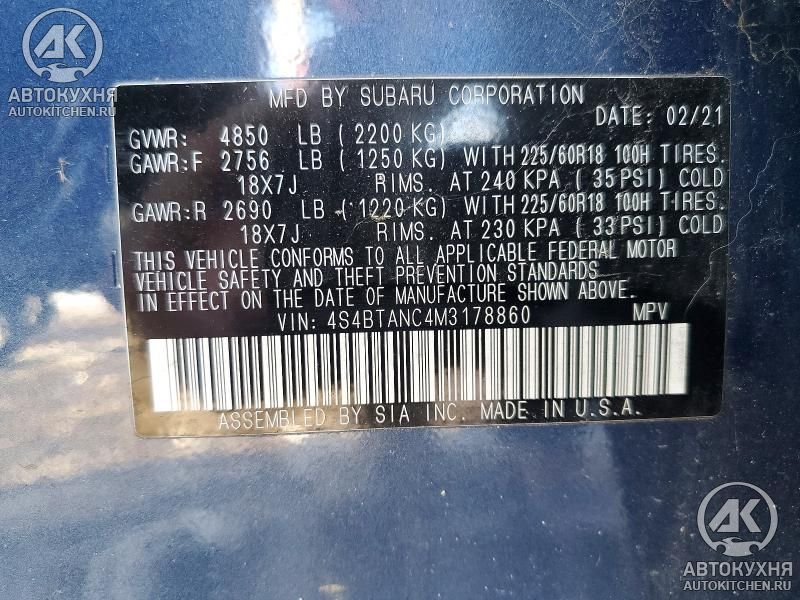 АК
АВТОКУХНЯ
AUTOKITCHEN.RU
MFD BY SUBARU CORPORATION
DATE: 02/21
GVWR: 4850 LB ( 2200 KG)
GAWR:F 2756 LB ( 1250 KG) WITH 225/60R18 100H TIRES.
18X7J RIMS. AT 240 KPA ( 35 PSI) COLD
GAWR:R 2690 LB ( 1220 KG) WITH 225/60R18 100H TIRES.
18X7J RIMS. AT 230 KPA ( 33 PSI) COLD
THIS VEHICLE CONFORMS TO ALL APPLICABLE FEDERAL MOTOR
VEHICLE SAFETY AND THEFT PREVENTION STANDARDS
IN EFFECT ON THE DATE OF MANUFACTURE SHOWN ABOVE.
VIN: 4S4BTANC4M3178860 MPV
ASSEMBLED BY SIA INC. MADE IN U.S.A.
АК
АВТОКУХНЯ
AUTOKITCHEN.RU